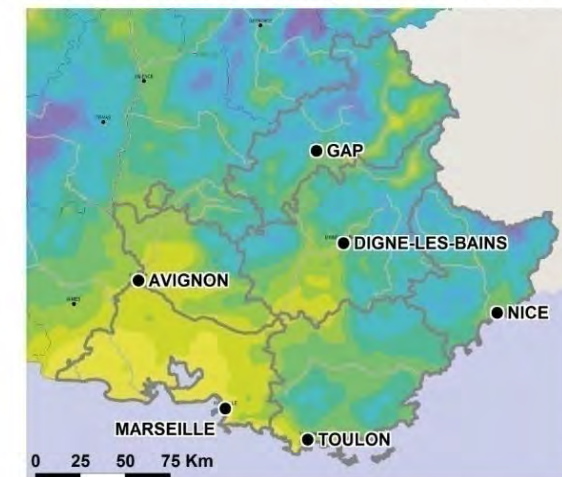 GAP
DIGNE-LES-BAINS
AVIGNON
NICE
MARSEILLE
TOULON
0 25 50 75 Km